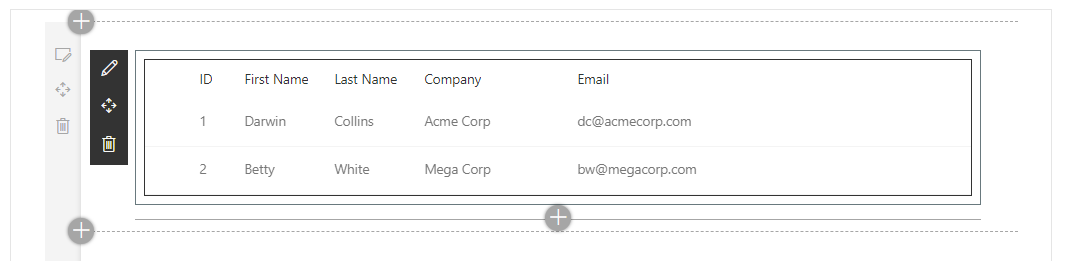 ID First Name Last Name Company Email
1 Darwin Collins Acme Corp dc@acmecorp.com
2 Betty White Mega Corp bw@megacorp.com